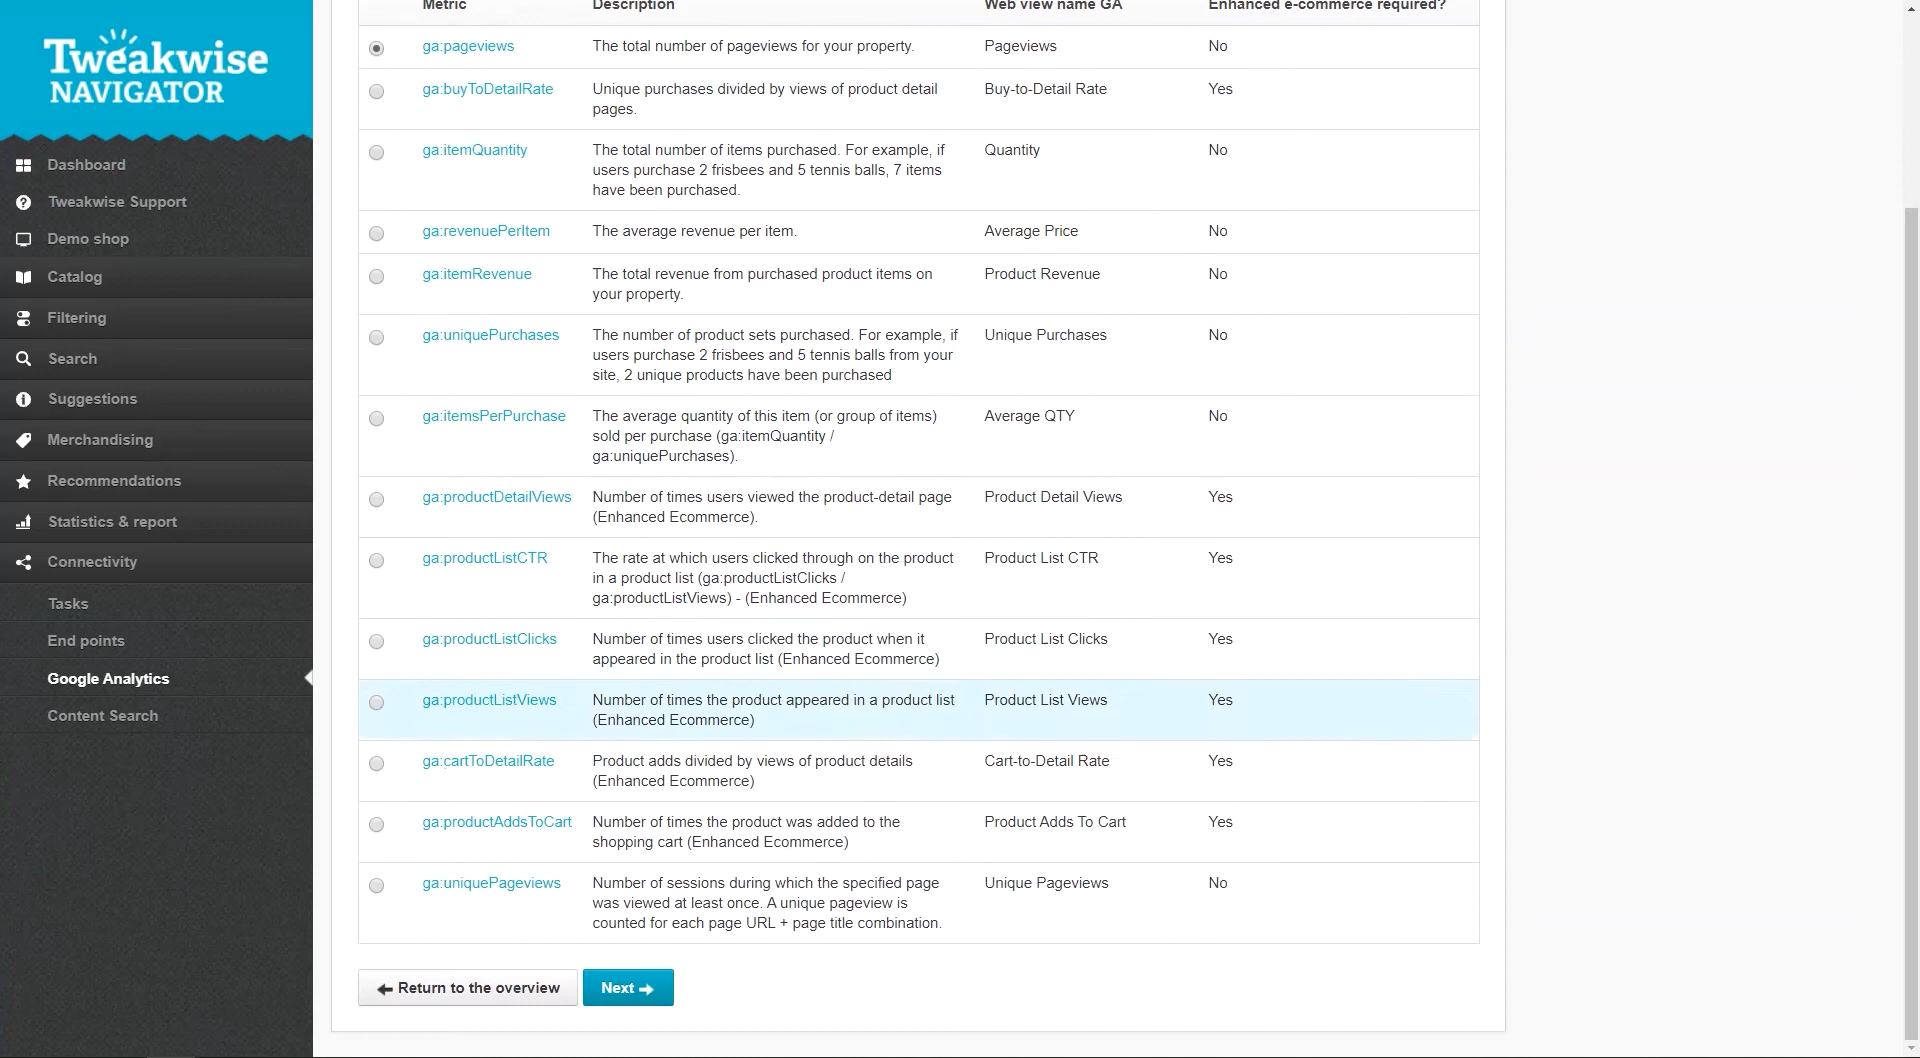 Tweakwise
NAVIGATOR
Dashboard
Tweakwise Support
Demo shop
Catalog
Filtering
Search
Suggestions
Merchandising
Recommendations
Statistics & report
Connectivity
Tasks
End points
Google Analytics
Content Search
Metric Description Web view name GA Enhanced e-commerce required?
ga:pageviews The total number of pageviews for your property. Pageviews No
ga:buyToDetailRate Unique purchases divided by views of product detail Buy-to-Detail Rate Yes
pages.
ga:itemQuantity The total number of items purchased. For example, if Quantity No
users purchase 2 frisbees and 5 tennis balls, 7 items
have been purchased.
ga:revenuePerItem The average revenue per item. Average Price No
ga:itemRevenue The total revenue from purchased product items on Product Revenue No
your property.
ga:uniquePurchases The number of product sets purchased. For example, if Unique Purchases No
users purchase 2 frisbees and 5 tennis balls from your
site, 2 unique products have been purchased
ga:itemsPerPurchase The average quantity of this item (or group of items) Average QTY No
sold per purchase (ga:itemQuantity /
ga:uniquePurchases).
ga:productDetailViews Number of times users viewed the product-detail page Product Detail Views Yes
(Enhanced Ecommerce).
ga:productListCTR The rate at which users clicked through on the product Product List CTR Yes
in a product list (ga:productListClicks /
ga:productListViews) - (Enhanced Ecommerce)
ga:productListClicks Number of times users clicked the product when it Product List Clicks Yes
appeared in the product list (Enhanced Ecommerce)
ga:productListViews Number of times the product appeared in a product list Product List Views Yes
(Enhanced Ecommerce)
ga:cartToDetailRate Product adds divided by views of product details Cart-to-Detail Rate Yes
(Enhanced Ecommerce)
ga:productAddsToCart Number of times the product was added to the Product Adds To Cart Yes
shopping cart (Enhanced Ecommerce)
ga:uniquePageviews Number of sessions during which the specified page Unique Pageviews No
was viewed at least once. A unique pageview is
counted for each page URL + page title combination.
Return to the overview Next